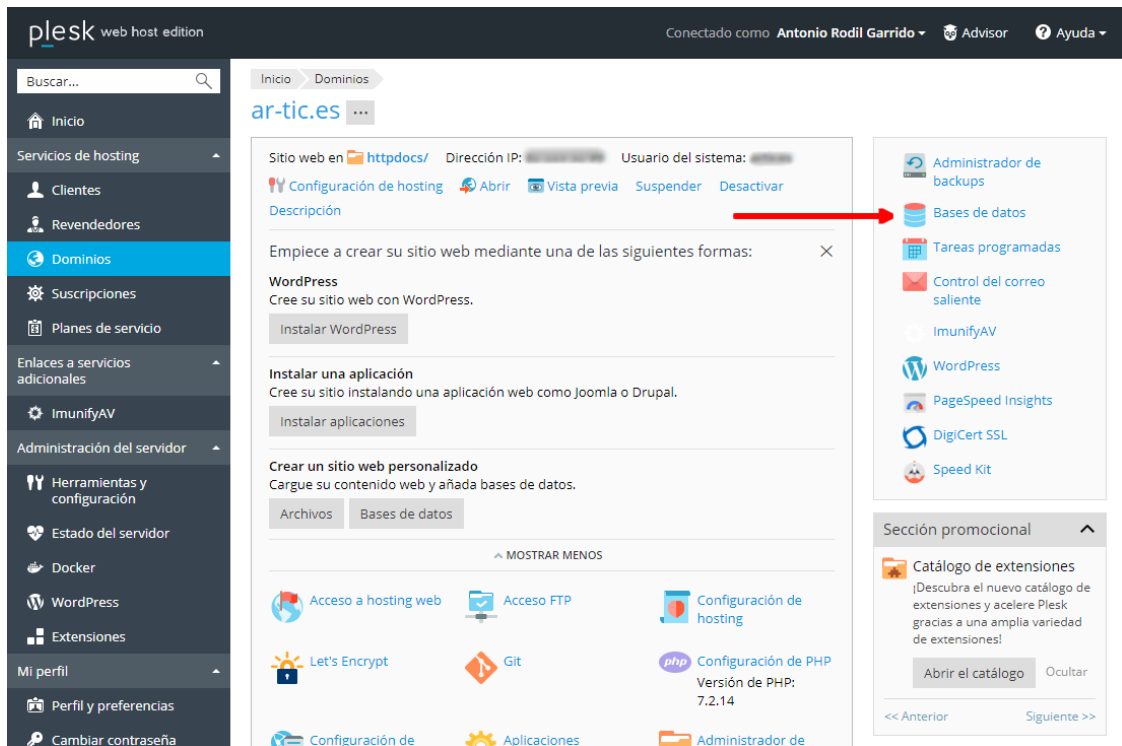 plesk web host edition
Conectado como Antonio Rodil Garrido
Advisor
Ayuda
Buscar...
Inicio
Servicios de hosting
Clientes
Revendedores
Dominios
Suscripciones
Planes de servicio
Enlaces a servicios
adicionales
ImunifyAV
Administración del servidor
Herramientas y
configuración
Estado del servidor
Docker
WordPress
Extensiones
Mi perfil
Perfil y preferencias
Cambiar contraseña
Inicio Dominios
ar-tic.es ...
Sitio web en httpdocs/ Dirección IP: Usuario del sistema:
Configuración de hosting Abrir Vista previa Suspender Desactivar
Descripción
Empiece a crear su sitio web mediante una de las siguientes formas:
WordPress
Cree su sitio web con WordPress.
Instalar WordPress
Instalar una aplicación
Cree su sitio instalando una aplicación web como Joomla o Drupal.
Instalar aplicaciones
Crear un sitio web personalizado
Cargue su contenido web y añada bases de datos.
Archivos Bases de datos
MOSTRAR MENOS
Acceso a hosting web
Acceso FTP
Configuración de
hosting
Let's Encrypt
Git
php Configuración de PHP
Versión de PHP:
7.2.14
Configuración de
Aplicaciones
Administrador de
Administrador de
backups
Bases de datos
Tareas programadas
Control del correo
saliente
ImunifyAV
WordPress
PageSpeed Insights
DigiCert SSL
Speed Kit
Sección promocional
Catálogo de extensiones
¡Descubra el nuevo catálogo de
extensiones y acelere Plesk
gracias a una amplia variedad
de extensiones!
Abrir el catálogo Ocultar
<< Anterior Siguiente >>